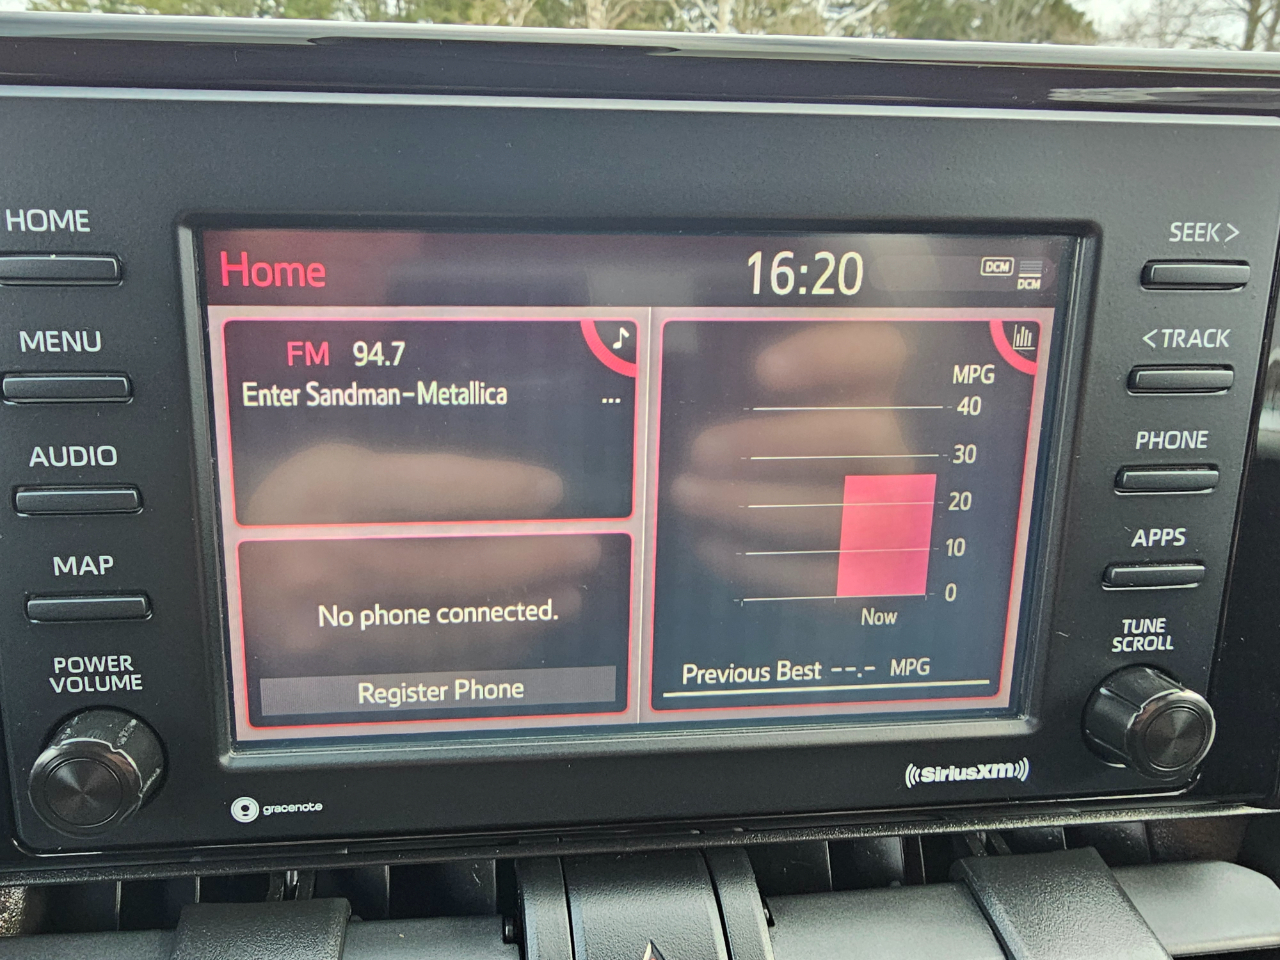 HOME
MENU
AUDIO
MAP
POWER
VOLUME
Home
16:20
DCM
DCM
FM 94.7
Enter Sandman-Metallica
...
No phone connected.
Register Phone
MPG
40
30
20
10
0
Now
Previous Best --.- MPG
SEEK>
<TRACK
PHONE
APPS
TUNE
SCROLL
gracenote
((SiriusXM))